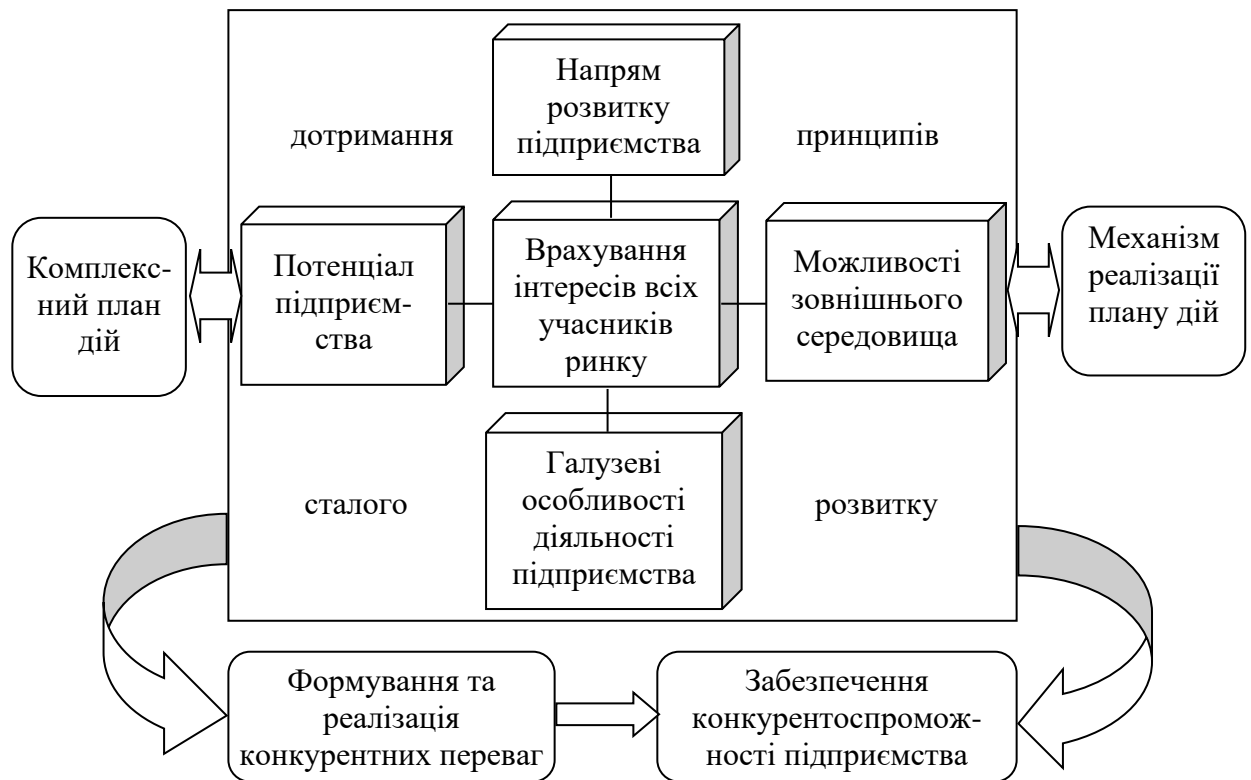 Напрям
розвитку
підприємства
дотримання
принципів
Комплекс-
ний план
дій
Потенціал
підприєм-
ства
Врахування
інтересів всіх
учасників
ринку
Можливості
зовнішнього
середовища
Механізм
реалізації
плану дій
сталого
Галузеві
особливості
діяльності
підприємства
розвитку
Формування та
реалізація
конкурентних переваг
Забезпечення
конкурентоспромож-
ності підприємства